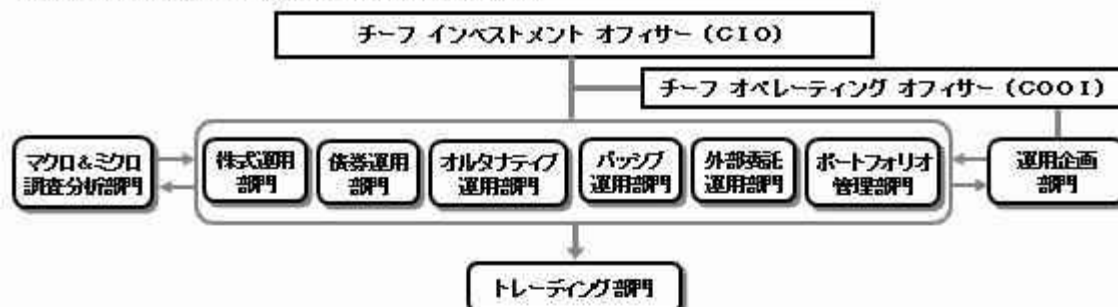 チーフ インベストメント オフィサー (CIO)
チーフ オペレーティング オフィサー (COOI)
マクロ&ミクロ
調査分析部門
株式運用
部門
債券運用
部門
オルタナティブ
運用部門
パッシブ
運用部門
外部委託
運用部門
ポートフォリオ
管理部門
運用企画
部門
トレーディング部門